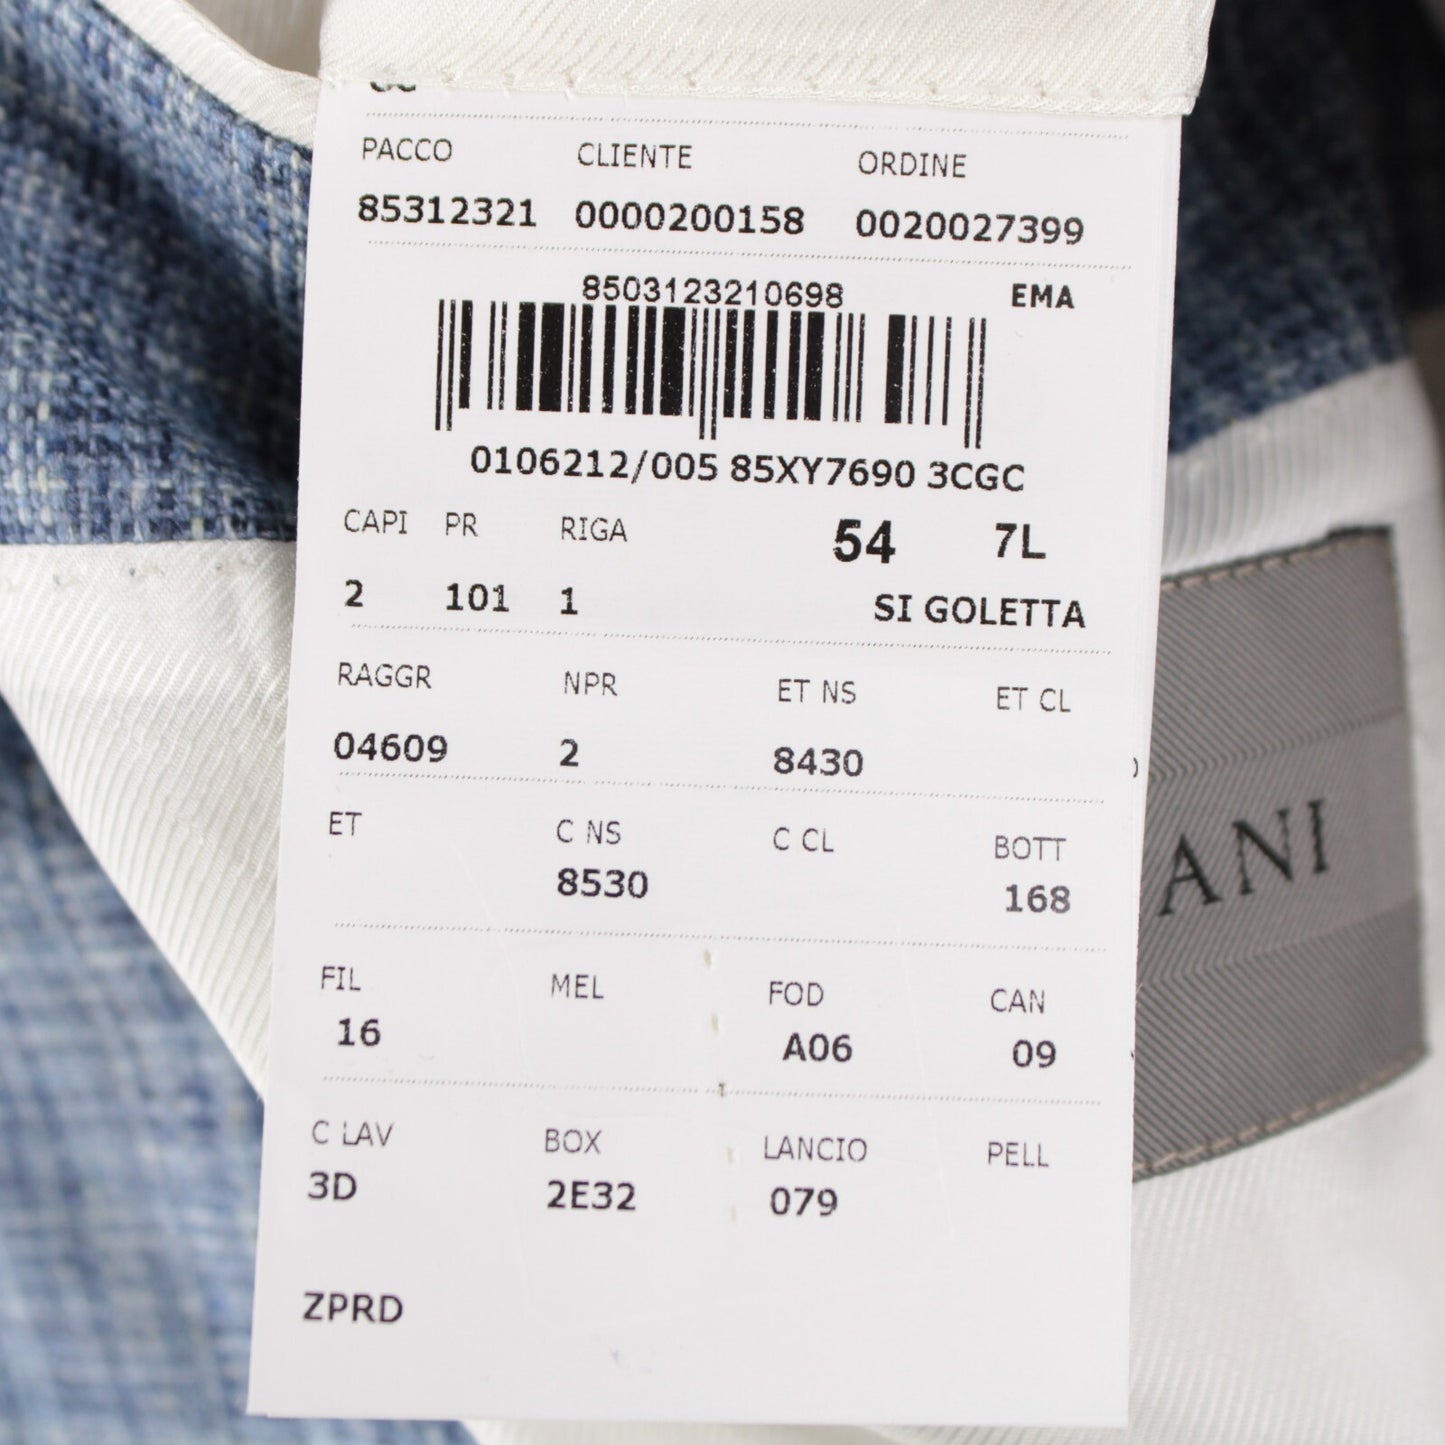 PACCO CLIENTE ORDINE
85312321 0000200158 0020027399
8503123210698 EMA
0106212/005 85XY7690 3CGC
CAPI PR RIGA 54 7L
2 101 1 SI GOLETTA
RAGGR NPR ET NS ET CL
04609 2 8430
ET C NS C CL BOTT
8530 168
FIL MEL FOD CAN
16 A06 09
C LAV BOX LANCIO PELL
3D 2E32 079
ZPRD
ANI